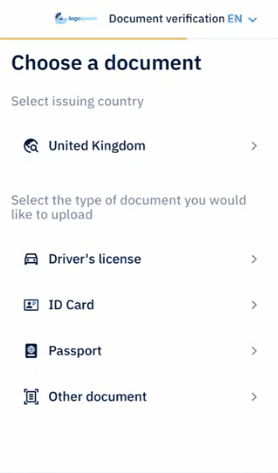 logoipsum Document verification EN
Choose a document
Select issuing country
United Kingdom
Select the type of document you would
like to upload
Driver's license
ID Card
Passport
Other document